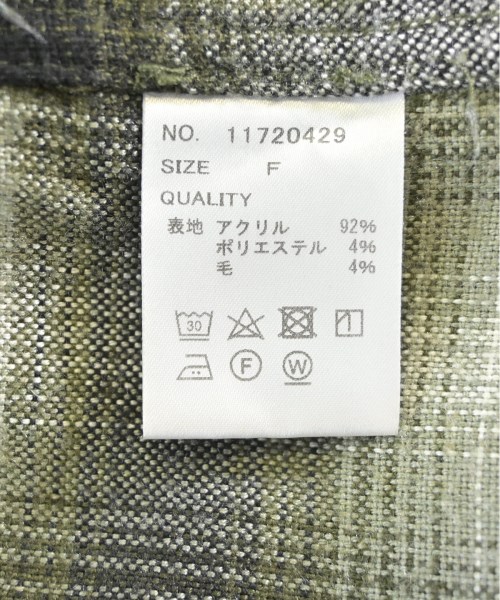 NO. 11720429
SIZE F
QUALITY
表地 アクリル 92%
ポリエステル 4%
毛 4%
30
F W